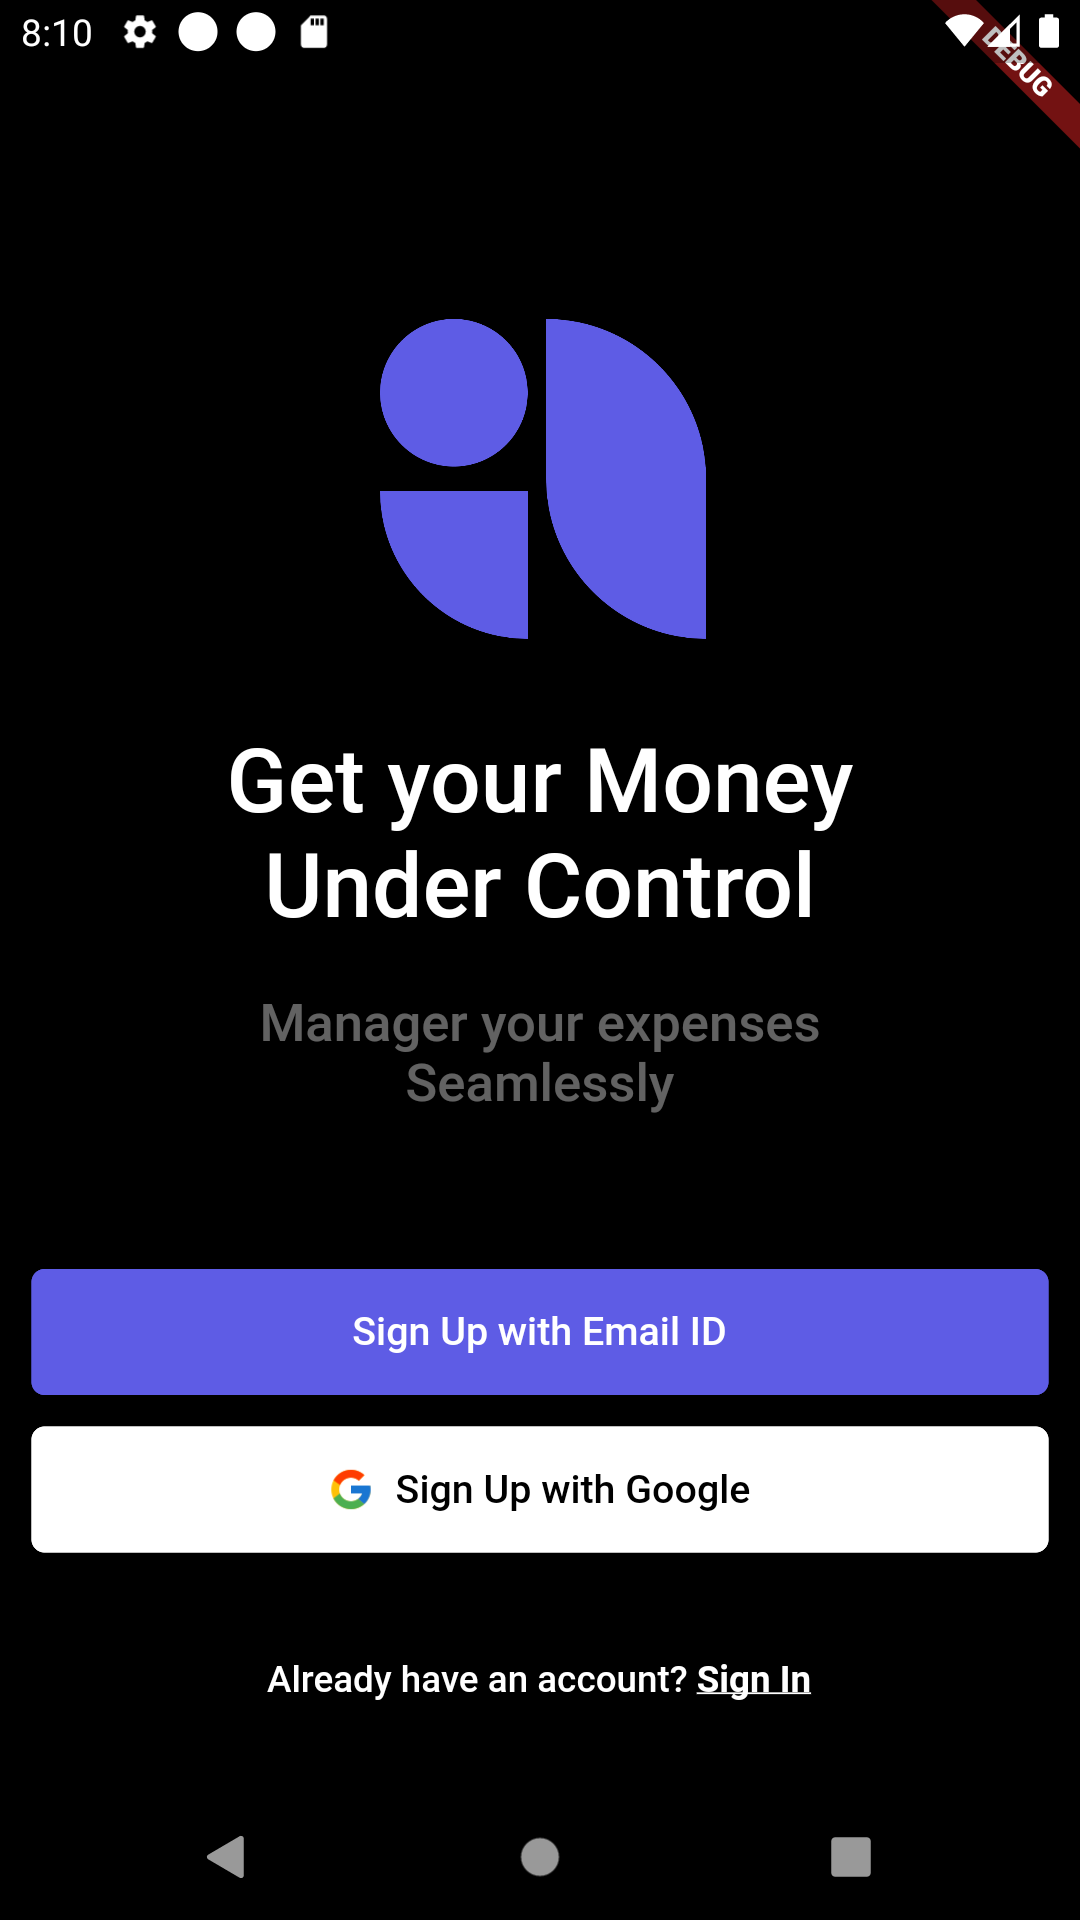 8:10
DEBUG
Get your Money
Under Control
Manager your expenses
Seamlessly
Sign Up with Email ID
Sign Up with Google
Already have an account? Sign In